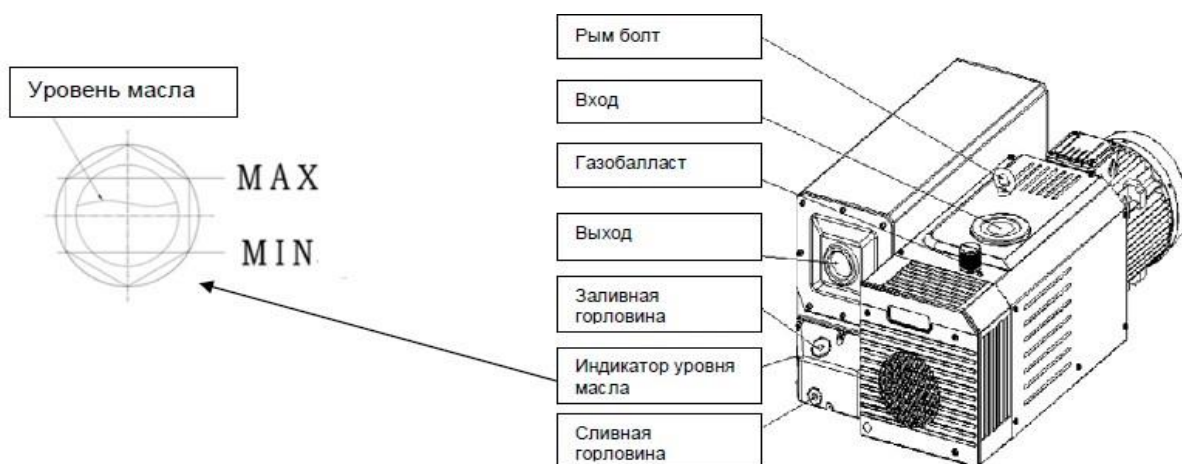 Уровень масла
MAX
MIN
Рым болт
Вход
Газобалласт
Выход
Заливная
горловина
Индикатор уровня
масла
Сливная
горловина